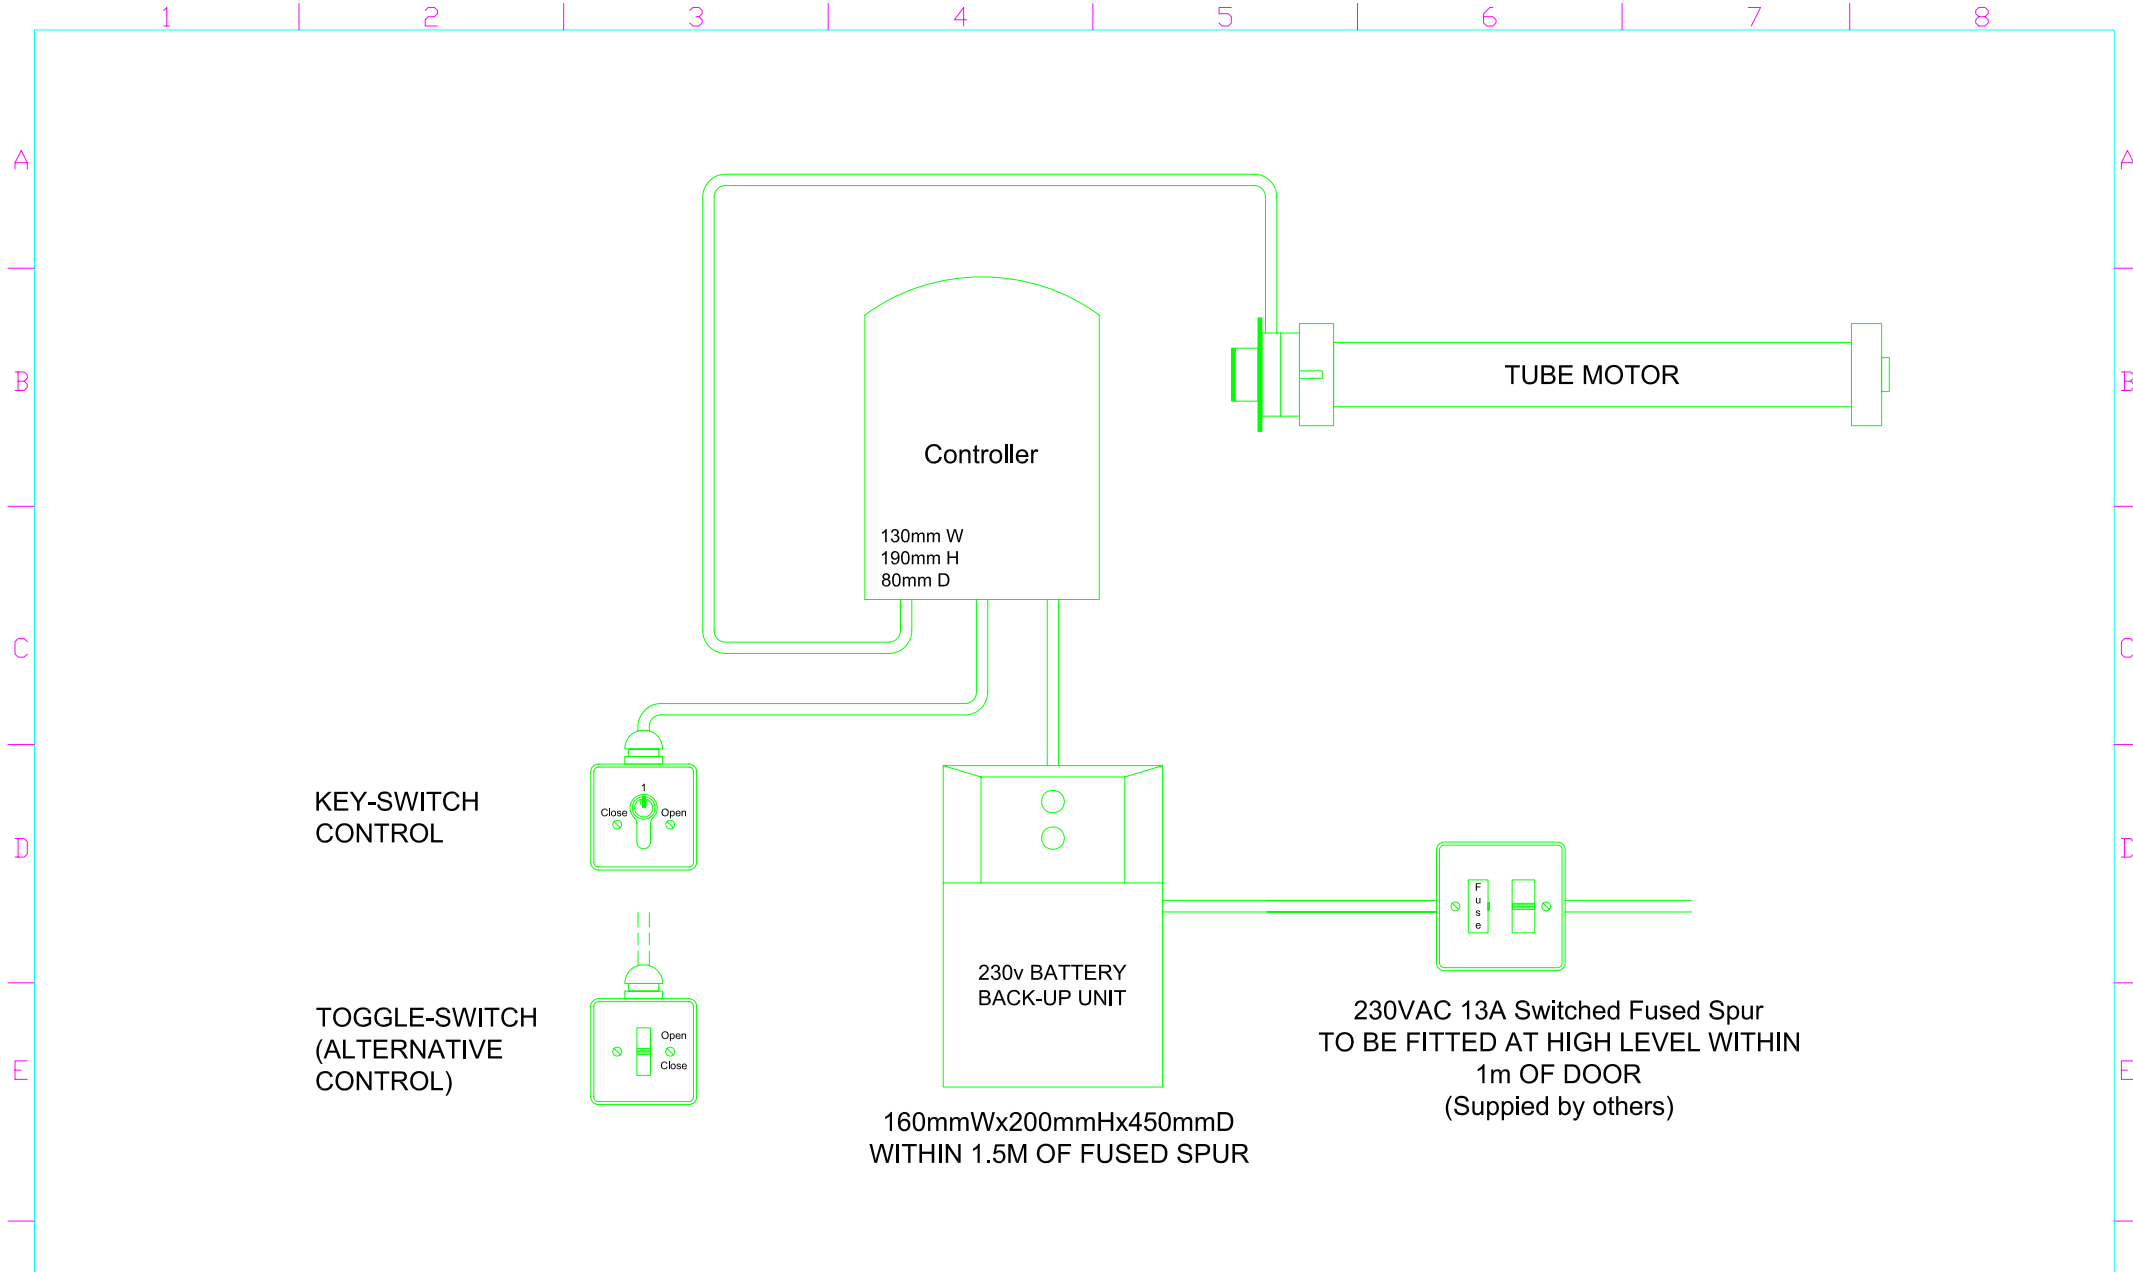 1 2 3 4 5 6 7 8
A A
B B
TUBE MOTOR
Controller
130mm W
190mm H
80mm D
C C
KEY-SWITCH
CONTROL
1
Close Open
D D
Fuse
230v BATTERY
BACK-UP UNIT
TOGGLE-SWITCH
(ALTERNATIVE
CONTROL)
Open
Close
E E
160mmWx200mmHx450mmD
WITHIN 1.5M OF FUSED SPUR
230VAC 13A Switched Fused Spur
TO BE FITTED AT HIGH LEVEL WITHIN
1m OF DOOR
(Suppied by others)